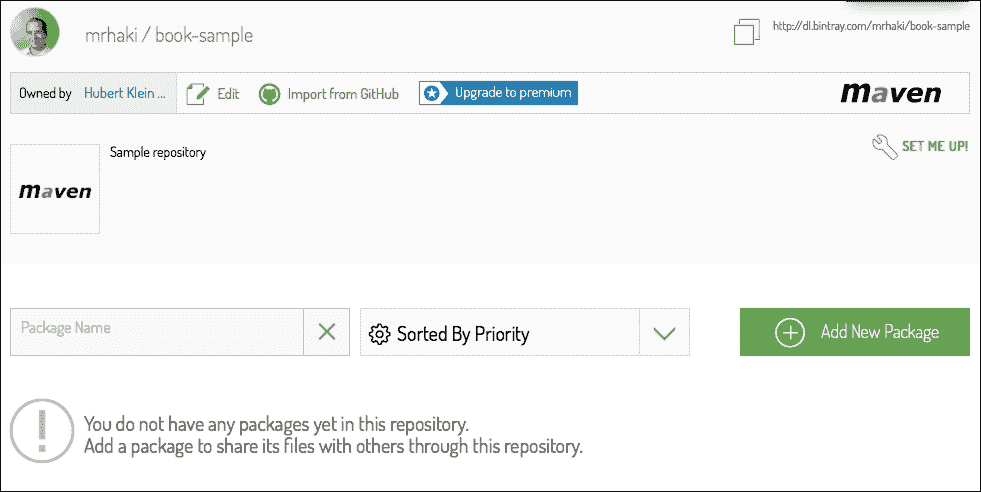 mrhaki / book-sample
http://dl.bintray.com/mrhaki/book-sample
Owned by Hubert Klein ...
Edit
Import from GitHub
Upgrade to premium
maven
Sample repository
SET ME UP!
maven
Package Name
Sorted By Priority
Add New Package
You do not have any packages yet in this repository.
Add a package to share its files with others through this repository.